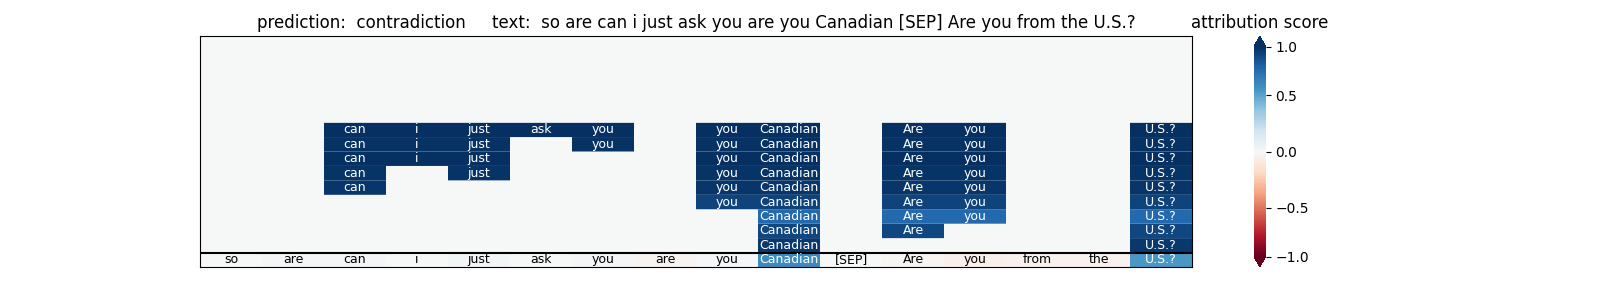 prediction:  contradiction     text:  so are can i just ask you are you Canadian [SEP] Are you from the U.S.?
attribution score
can i just ask you you Canadian Are you U.S.?
can i just you you Canadian Are you U.S.?
can i just you Canadian Are you U.S.?
can just you Canadian Are you U.S.?
can you Canadian Are you U.S.?
you Canadian Are you U.S.?
Canadian Are you U.S.?
Canadian Are U.S.?
Canadian U.S.?
so are can i just ask you are you Canadian [SEP] Are you from the U.S.?
1.0
0.5
0.0
−0.5
−1.0